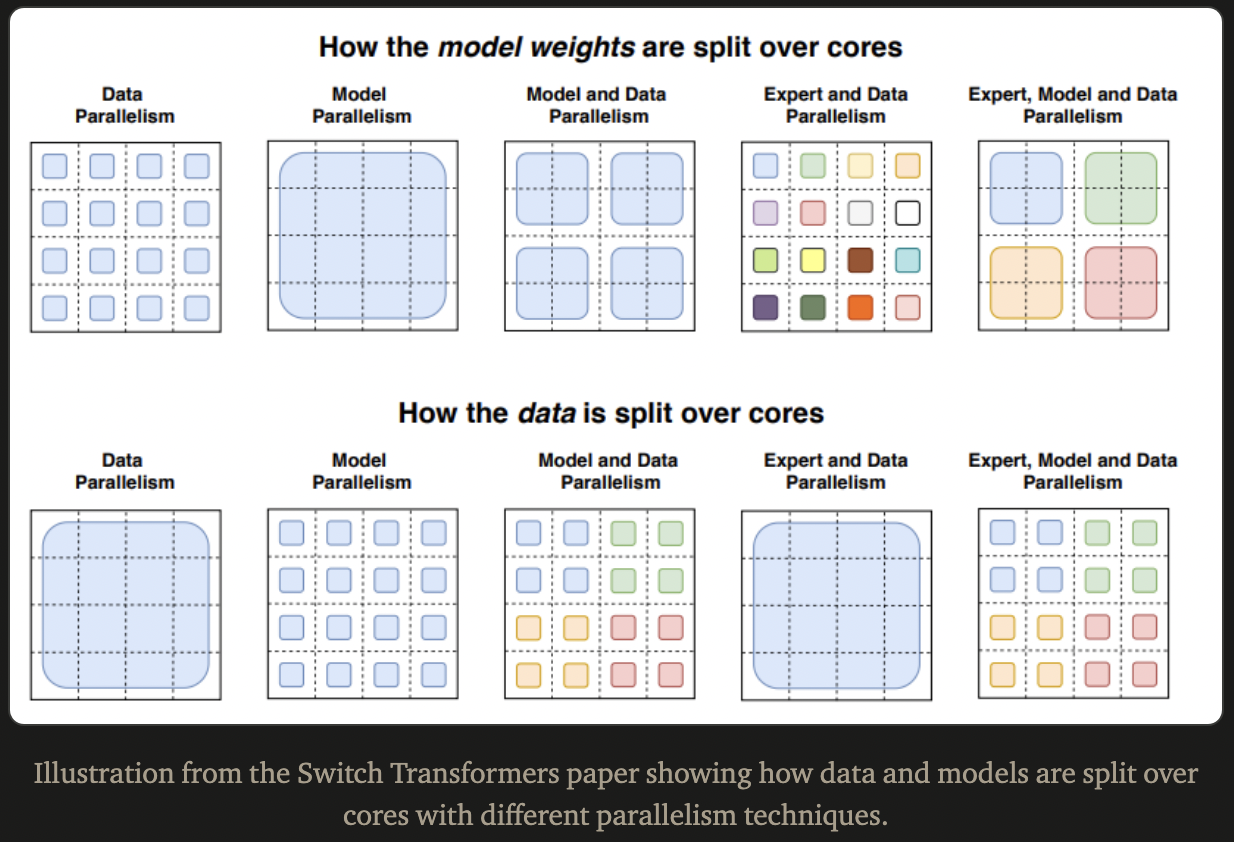 How the model weights are split over cores
Data
Parallelism
Model
Parallelism
Model and Data
Parallelism
Expert and Data
Parallelism
Expert, Model and Data
Parallelism
How the data is split over cores
Data
Parallelism
Model
Parallelism
Model and Data
Parallelism
Expert and Data
Parallelism
Expert, Model and Data
Parallelism
Illustration from the Switch Transformers paper showing how data and models are split over
cores with different parallelism techniques.